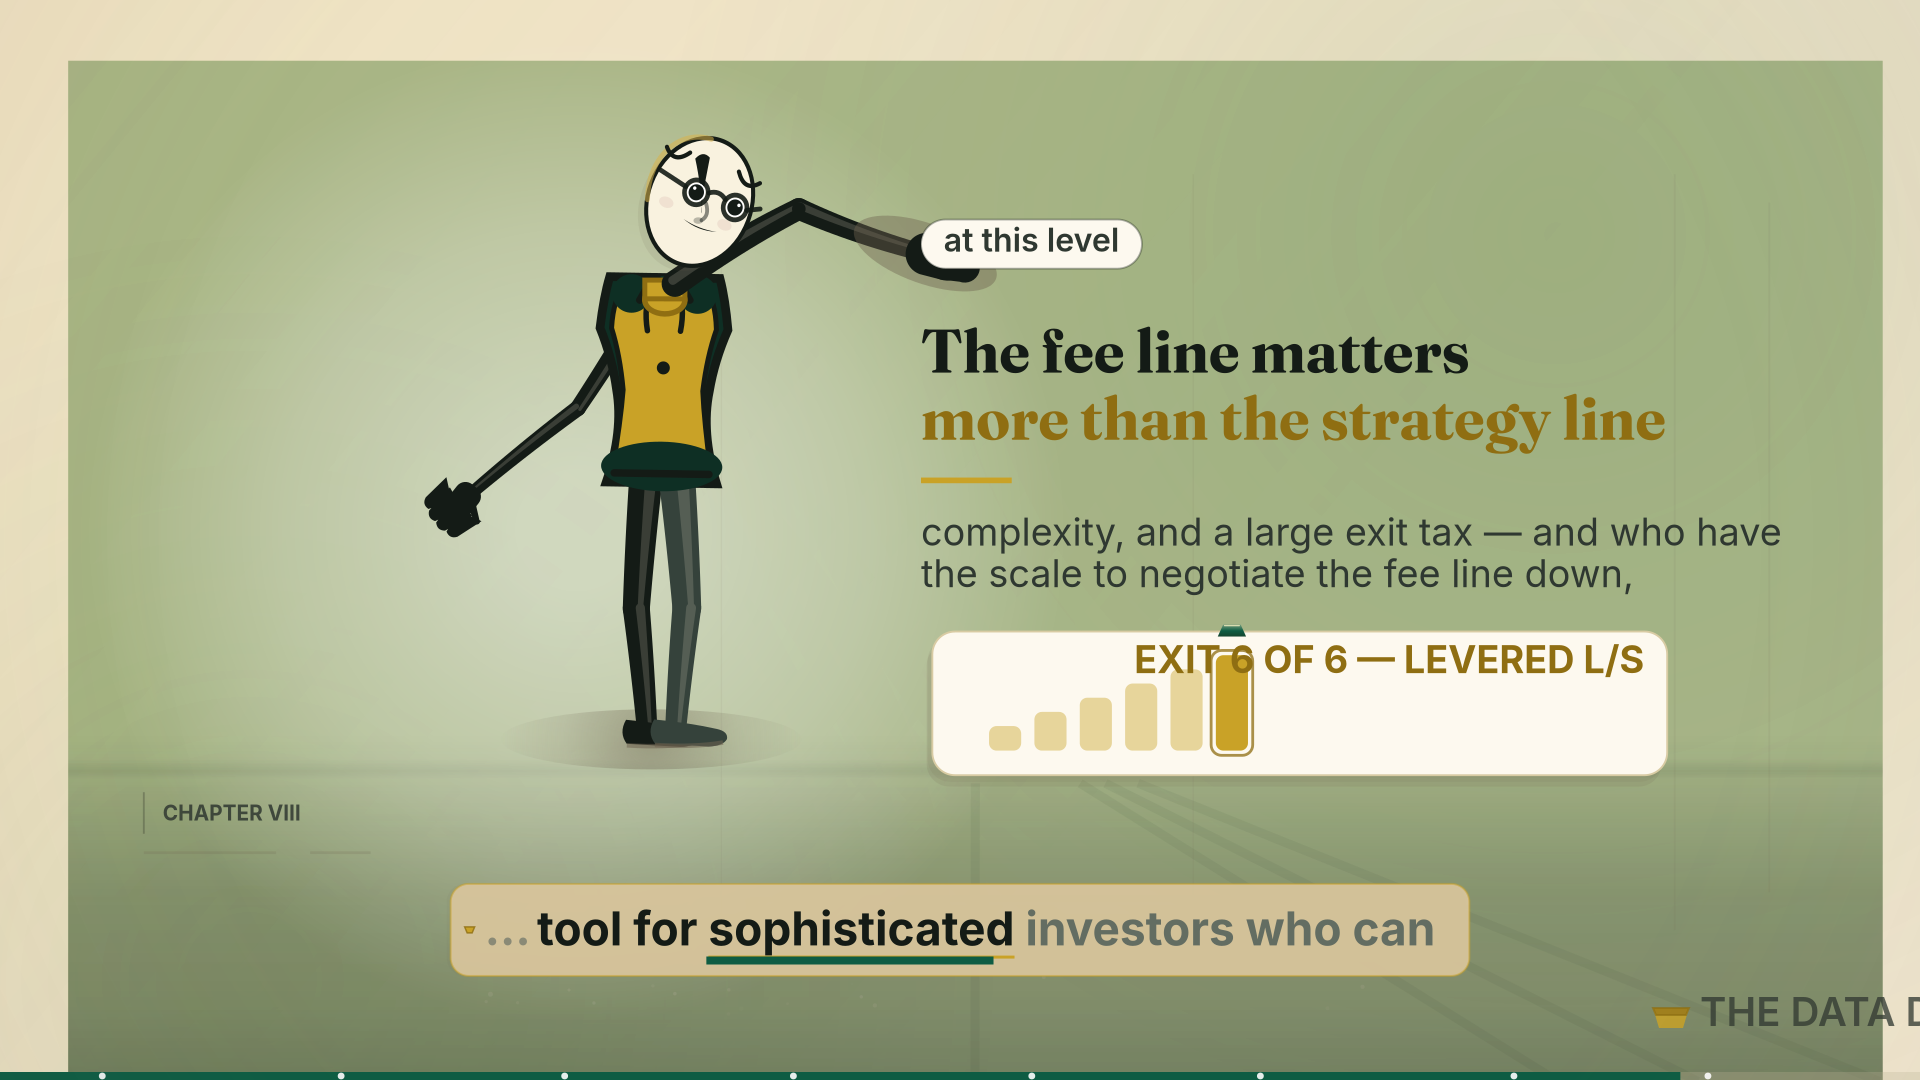 at this level
The fee line matters
more than the strategy line
complexity, and a large exit tax — and who have
the scale to negotiate the fee line down,
EXIT 6 OF 6 — LEVERED L/S
CHAPTER VIII
... tool for sophisticated investors who can
THE DATA D